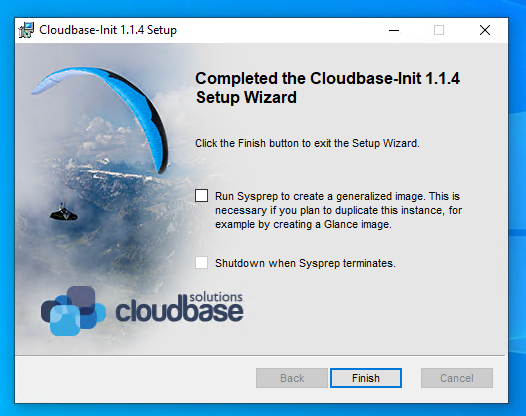 Cloudbase-Init 1.1.4 Setup
Completed the Cloudbase-Init 1.1.4
Setup Wizard
Click the Finish button to exit the Setup Wizard.
Run Sysprep to create a generalized image. This is
necessary if you plan to duplicate this instance, for
example by creating a Glance image.
Shutdown when Sysprep terminates.
solutions
cloudbase
Back
Finish
Cancel